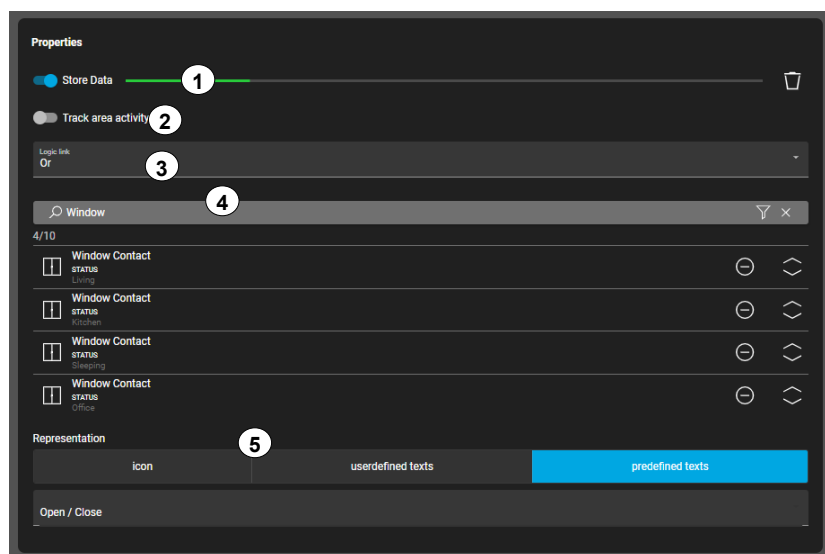 Properties
Store Data
1
Track area activity
2
Logic link
Or
3
4
Window
4/10
Window Contact
STATUS
Living
Window Contact
STATUS
Kitchen
Window Contact
STATUS
Sleeping
Window Contact
STATUS
Office
Representation
5
icon userdefined texts predefined texts
Open / Close